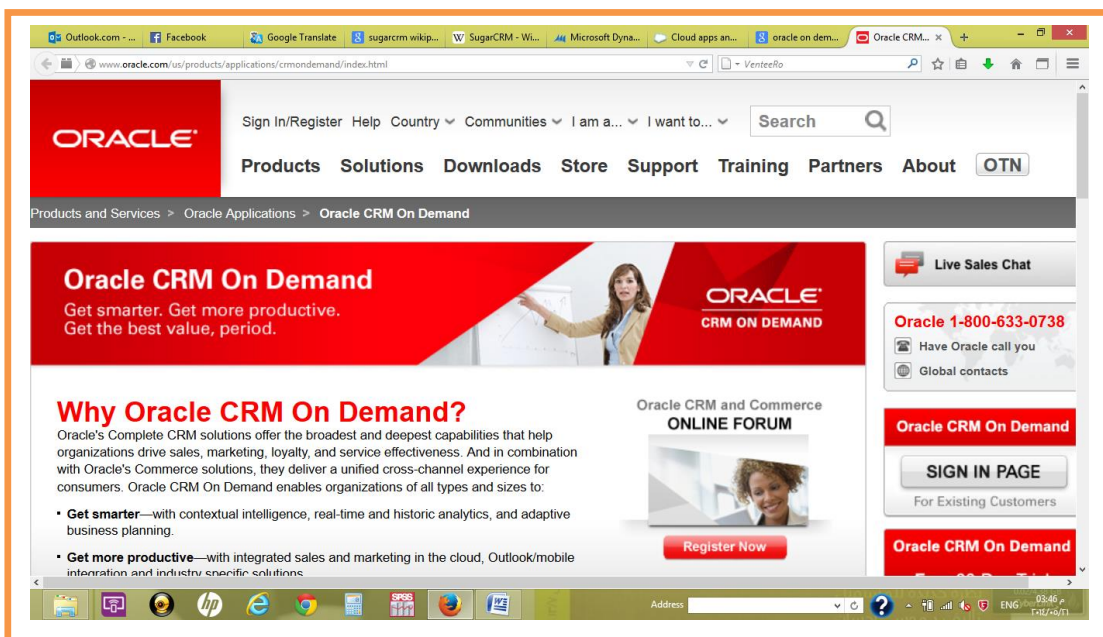 Outlook.com - ...
Facebook
Google Translate
sugarcrm wikip...
SugarCRM - Wi...
Microsoft Dyna...
Cloud apps an...
oracle on dem...
Oracle CRM...
www.oracle.com/us/products/applications/crmondemand/index.html
VenteeRo
ORACLE
Sign In/Register Help Country Communities I am a... I want to... Search
Products Solutions Downloads Store Support Training Partners About OTN
Products and Services > Oracle Applications > Oracle CRM On Demand
Oracle CRM On Demand
Get smarter. Get more productive.
Get the best value, period.
ORACLE
CRM ON DEMAND
Live Sales Chat
Oracle 1-800-633-0738
Have Oracle call you
Global contacts
Why Oracle CRM On Demand?
Oracle's Complete CRM solutions offer the broadest and deepest capabilities that help
organizations drive sales, marketing, loyalty, and service effectiveness. And in combination
with Oracle's Commerce solutions, they deliver a unified cross-channel experience for
consumers. Oracle CRM On Demand enables organizations of all types and sizes to:
▪ Get smarter—with contextual intelligence, real-time and historic analytics, and adaptive
business planning.
▪ Get more productive—with integrated sales and marketing in the cloud, Outlook/mobile
integration and industry specific solutions
Oracle CRM and Commerce
ONLINE FORUM
Register Now
Oracle CRM On Demand
SIGN IN PAGE
For Existing Customers
Oracle CRM On Demand
hp
SPSS
Address
ENG
03:46 م